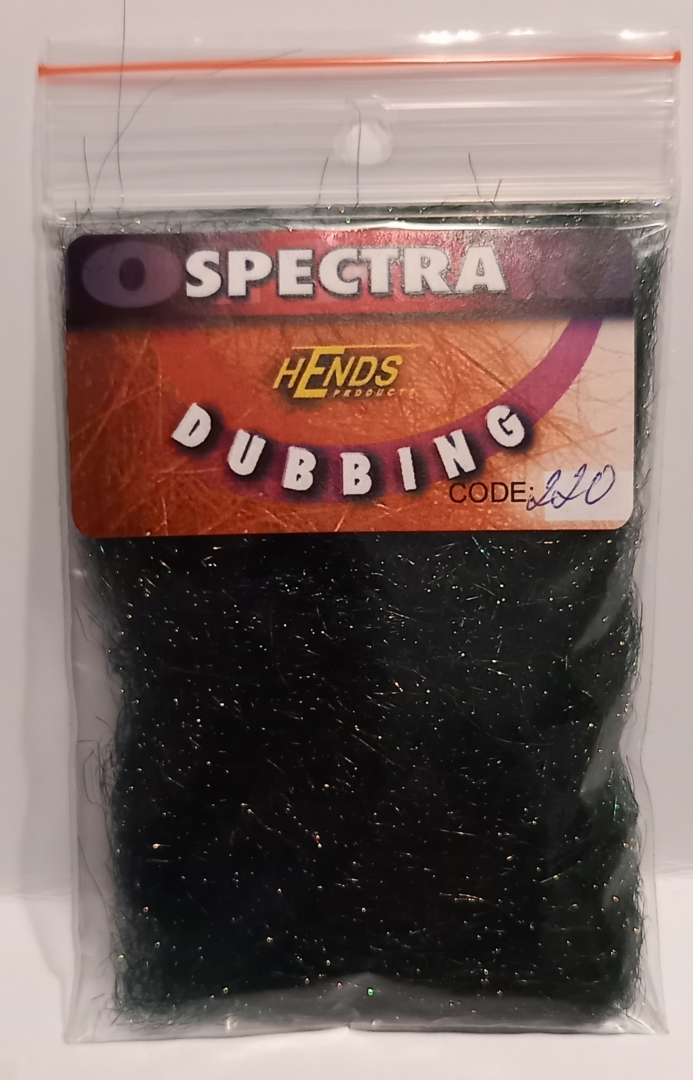 SPECTRA
HENDS
PRODUCTS
DUBBING
CODE: 220